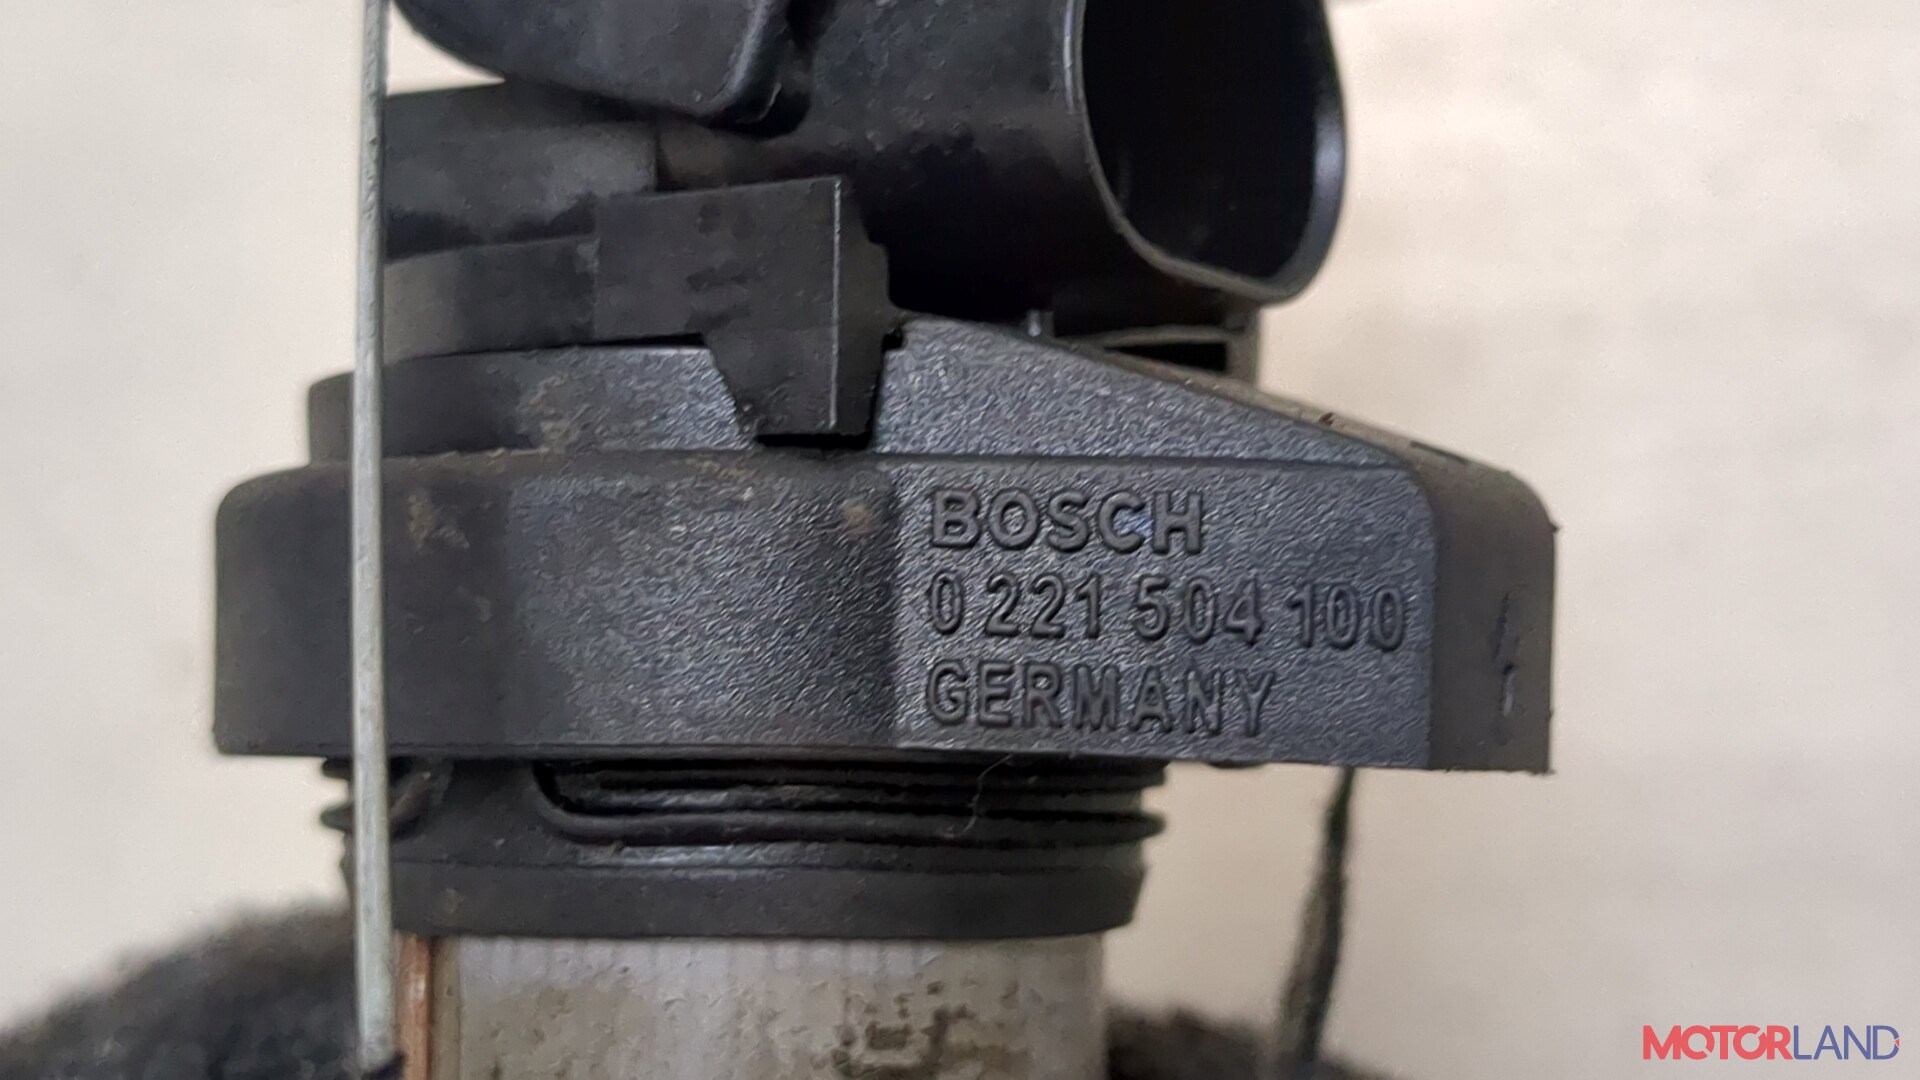 BOSCH
0 221 504 100
GERMANY
MOTORLAND